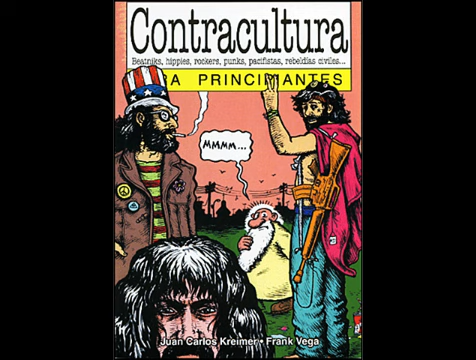 Contracultura
Beatniks, hippies, rockers, punks, pacifistas, rebeldías civiles...
PRINCIPIANTES
MMMM...
Juan Carlos Kreimer • Frank Vega